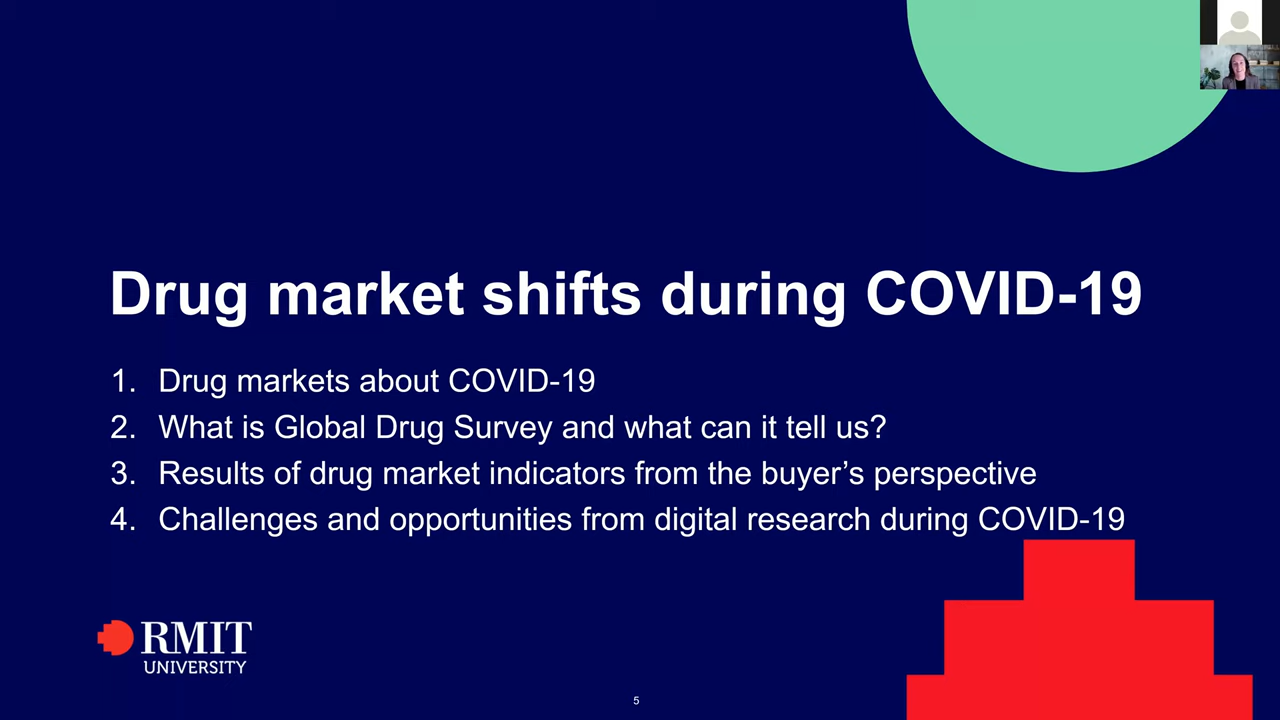 Drug market shifts during COVID-19
1. Drug markets about COVID-19
2. What is Global Drug Survey and what can it tell us?
3. Results of drug market indicators from the buyer’s perspective
4. Challenges and opportunities from digital research during COVID-19
RMIT
UNIVERSITY
5